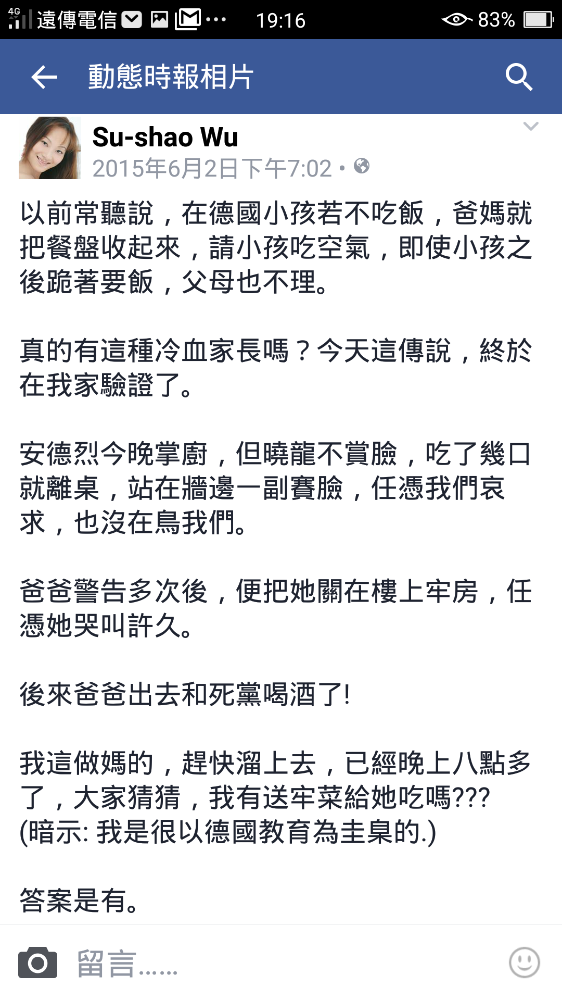 4G 遠傳電信 19:16 83%
動態時報相片
Su-shao Wu
2015年6月2日下午7:02
以前常聽說，在德國小孩若不吃飯，爸媽就
把餐盤收起來，請小孩吃空氣，即使小孩之
後跪著要飯，父母也不理。
真的有這種冷血家長嗎？今天這傳說，終於
在我家驗證了。
安德烈今晚掌廚，但曉龍不賞臉，吃了幾口
就離桌，站在牆邊一副賽臉，任憑我們哀
求，也沒在鳥我們。
爸爸警告多次後，便把她關在樓上牢房，任
憑她哭叫許久。
後來爸爸出去和死黨喝酒了!
我這做媽的，趕快溜上去，已經晚上八點多
了，大家猜猜，我有送牢菜給她吃嗎???
(暗示: 我是很以德國教育為圭臬的.)
答案是有。
留言......